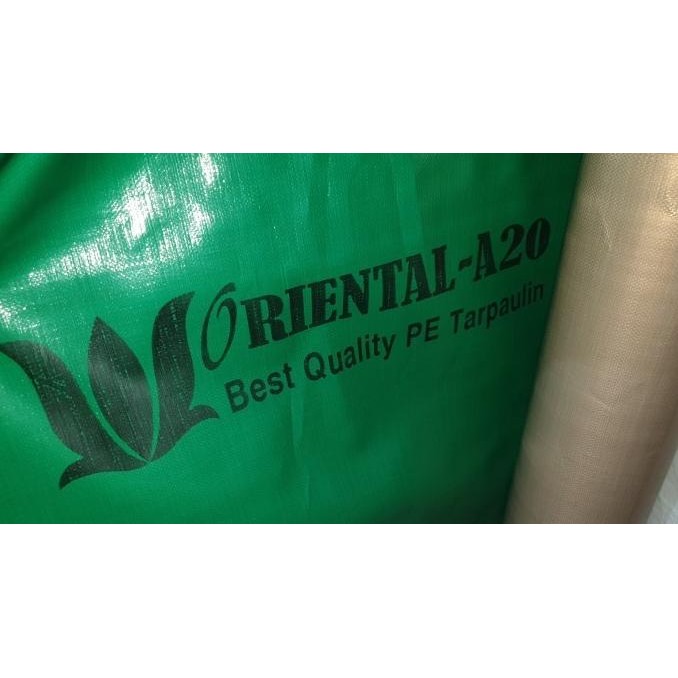 ORIENTAL-A20
Best Quality PE Tarpaulin